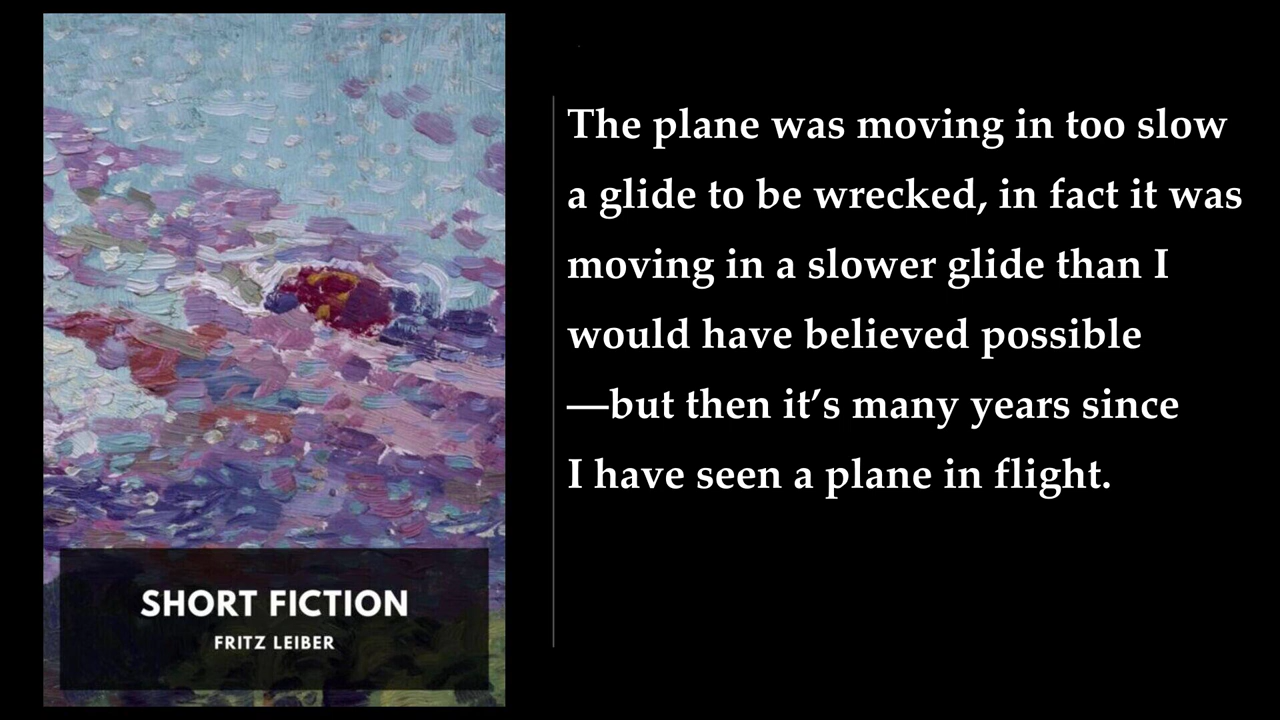 SHORT FICTION
FRITZ LEIBER
The plane was moving in too slow
a glide to be wrecked, in fact it was
moving in a slower glide than I
would have believed possible
—but then it’s many years since
I have seen a plane in flight.